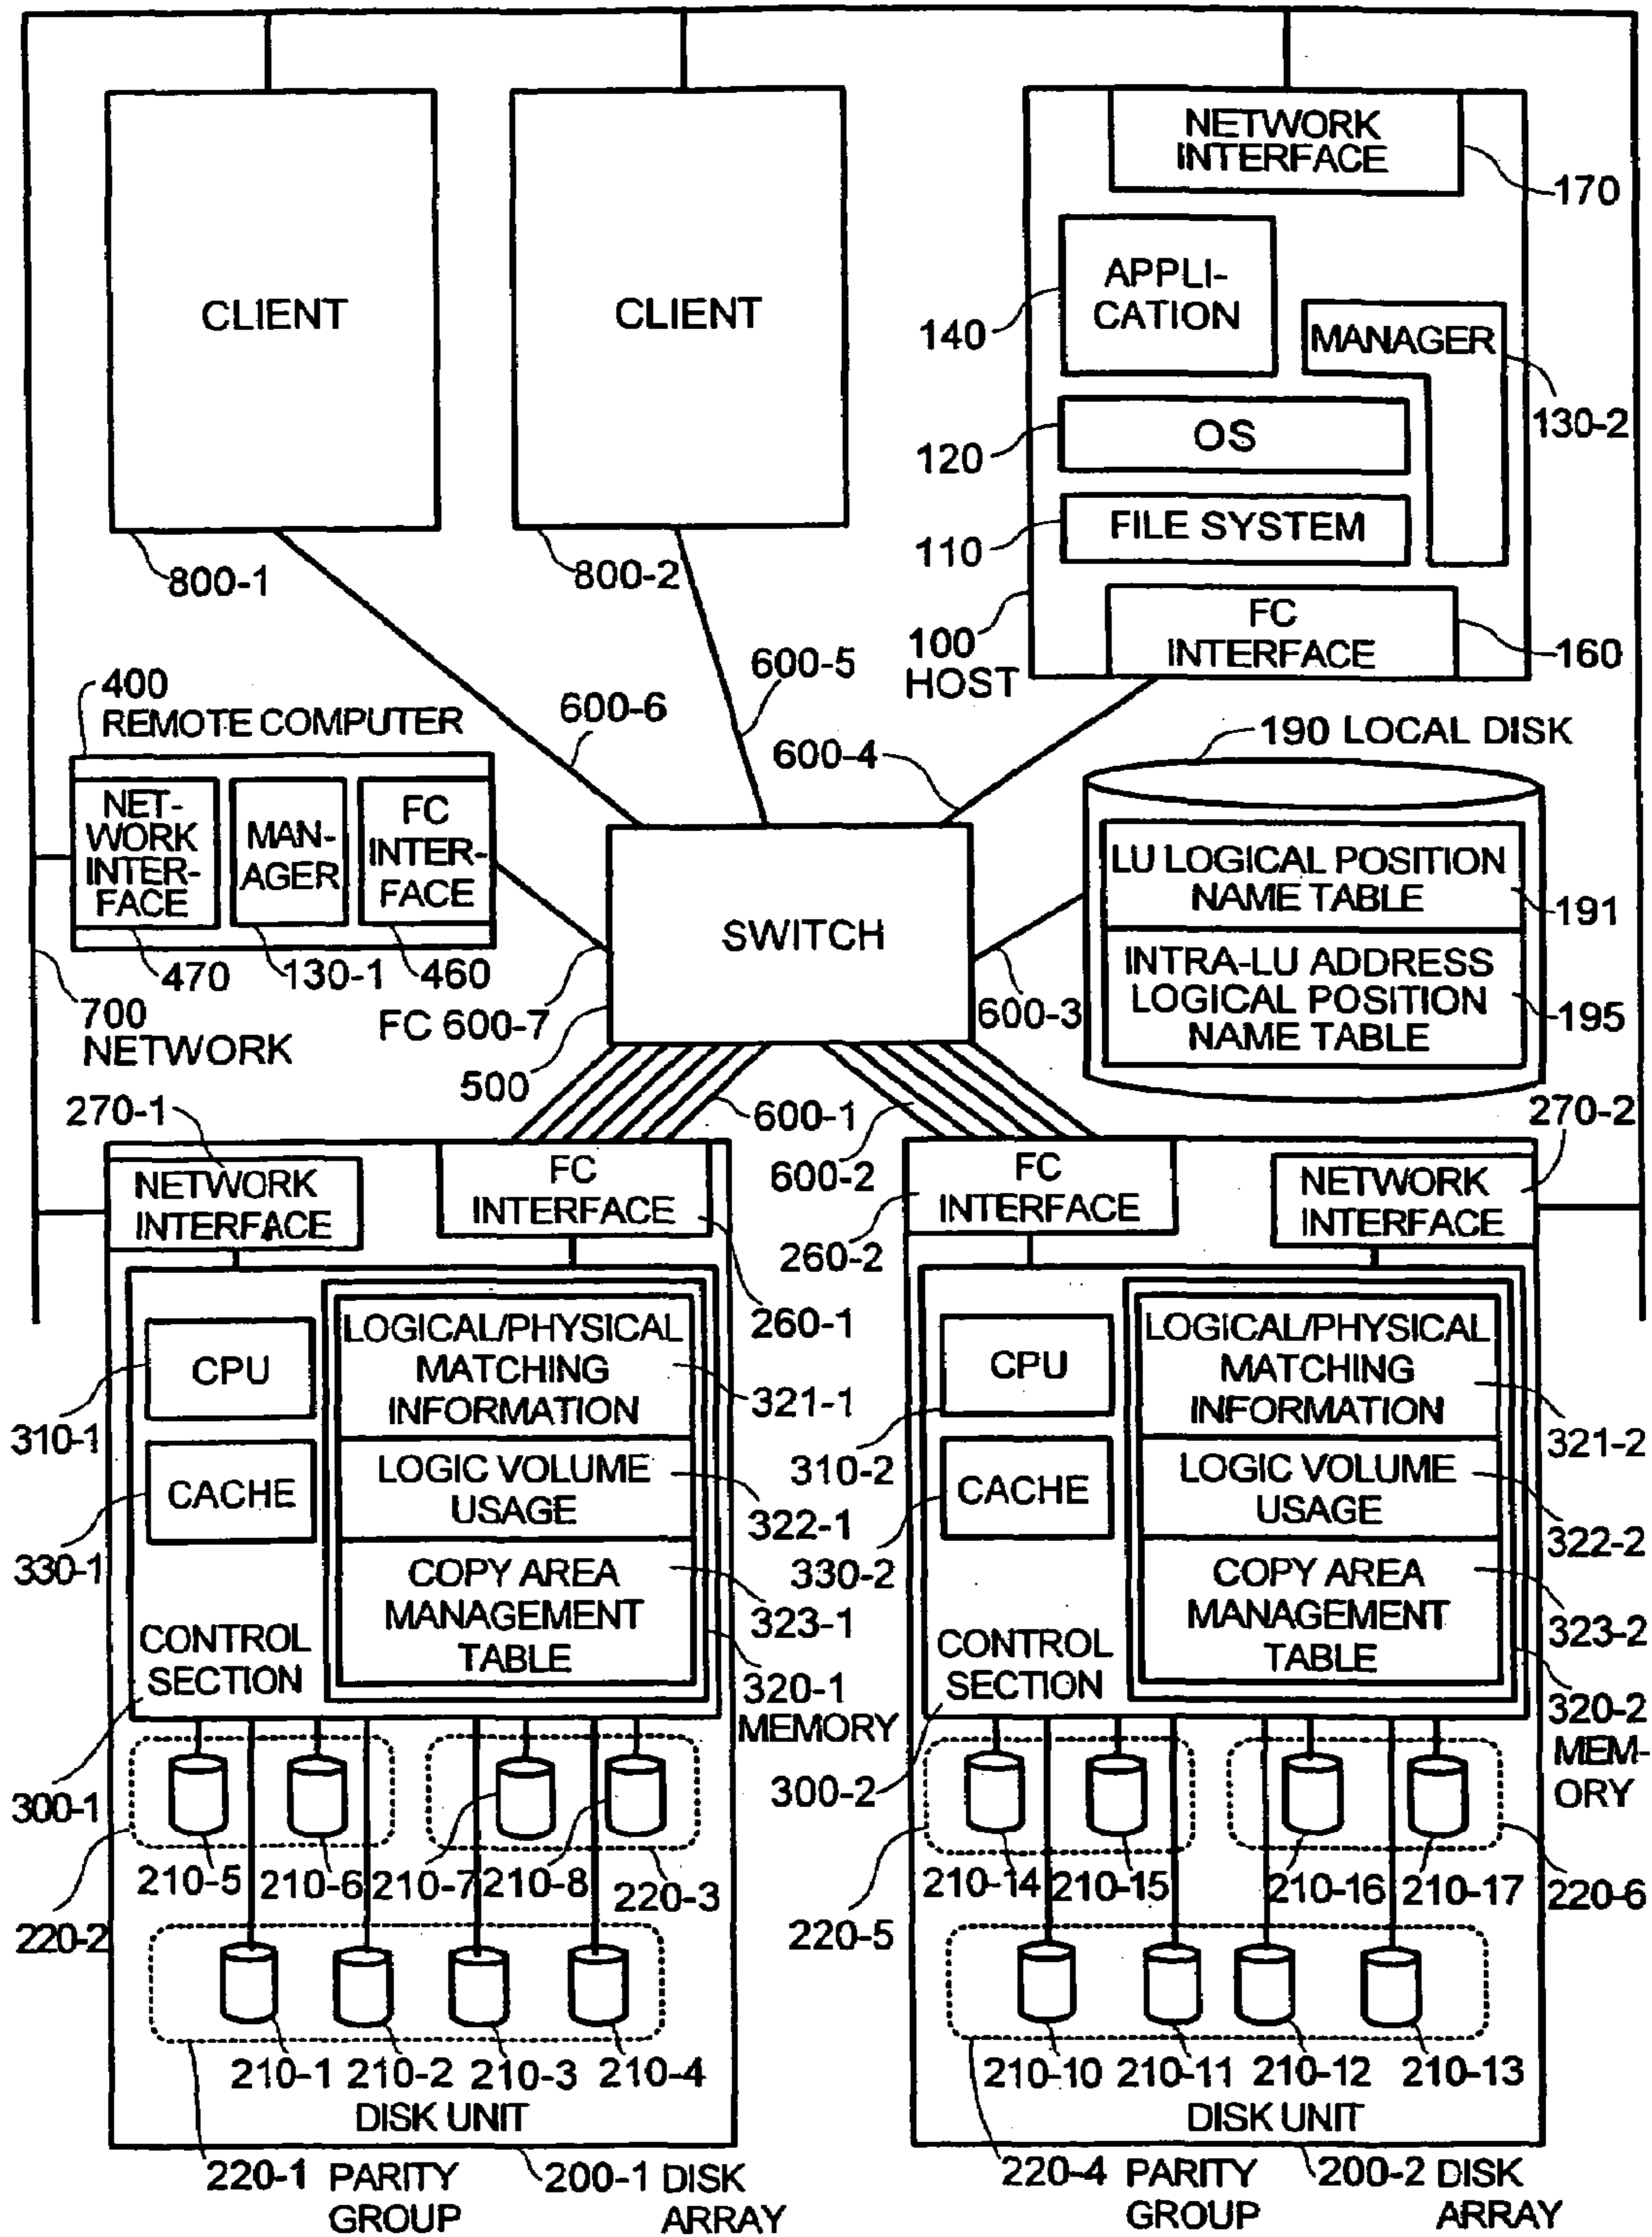 NETWORK
INTERFACE
170
CLIENT
CLIENT
APPLI-
CATION
140
MANAGER
130-2
OS
120
FILE SYSTEM
110
800-1
800-2
100
HOST
FC
INTERFACE
160
600-5
600-6
600-4
400
REMOTE COMPUTER
190 LOCAL DISK
NET-
WORK
INTER-
FACE
MAN-
AGER
FC
INTER-
FACE
SWITCH
LU LOGICAL POSITION
NAME TABLE
191
INTRA-LU ADDRESS
LOGICAL POSITION
NAME TABLE
195
470
130-1
460
700
NETWORK
FC 600-7
600-3
500
270-1
600-1
600-2
270-2
NETWORK
INTERFACE
FC
INTERFACE
FC
INTERFACE
NETWORK
INTERFACE
260-2
260-1
CPU
LOGICAL/PHYSICAL
MATCHING
INFORMATION
321-1
310-1
CACHE
LOGIC VOLUME
USAGE
322-1
330-1
COPY AREA
MANAGEMENT
TABLE
323-1
CONTROL
SECTION
320-1
MEMORY
CPU
LOGICAL/PHYSICAL
MATCHING
INFORMATION
321-2
310-2
CACHE
LOGIC VOLUME
USAGE
322-2
330-2
COPY AREA
MANAGEMENT
TABLE
323-2
CONTROL
SECTION
320-2
MEM-
ORY
300-1
300-2
210-5
210-6
210-7
210-8
220-3
220-2
210-14
210-15
210-16
210-17
220-6
220-5
210-1
210-2
210-3
210-4
DISK UNIT
210-10
210-11
210-12
210-13
DISK UNIT
220-1 PARITY
GROUP
200-1 DISK
ARRAY
220-4 PARITY
GROUP
200-2 DISK
ARRAY